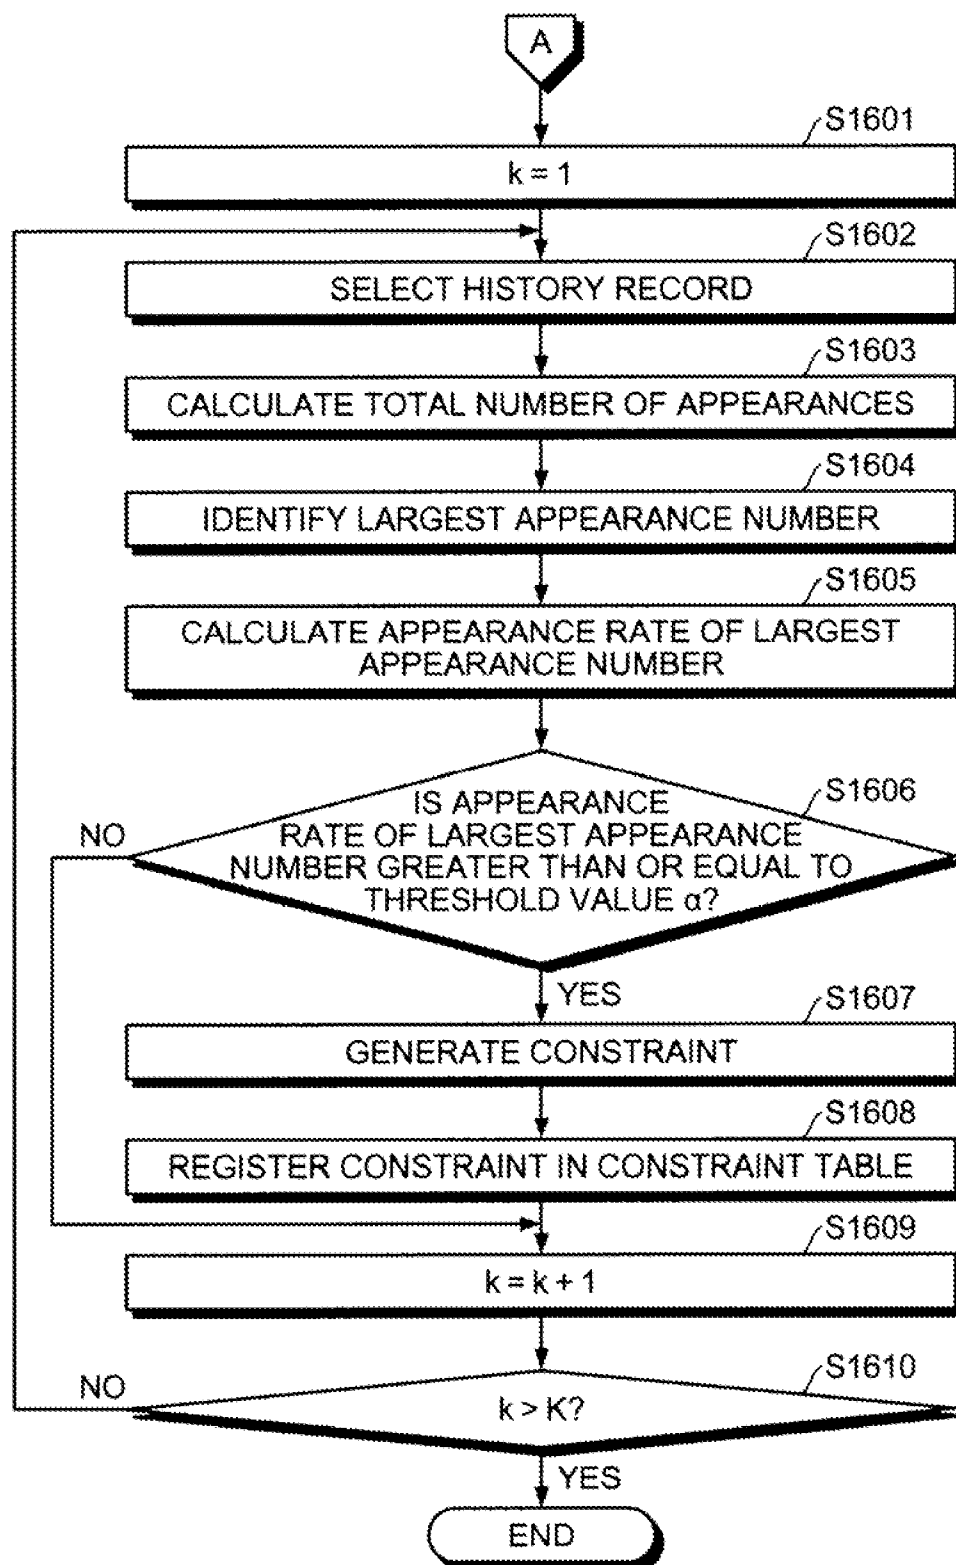 A
S1601
k = 1
S1602
SELECT HISTORY RECORD
S1603
CALCULATE TOTAL NUMBER OF APPEARANCES
S1604
IDENTIFY LARGEST APPEARANCE NUMBER
S1605
CALCULATE APPEARANCE RATE OF LARGEST
APPEARANCE NUMBER
S1606
IS APPEARANCE
RATE OF LARGEST APPEARANCE
NUMBER GREATER THAN OR EQUAL TO
THRESHOLD VALUE α?
NO
YES
S1607
GENERATE CONSTRAINT
S1608
REGISTER CONSTRAINT IN CONSTRAINT TABLE
S1609
k = k + 1
S1610
NO
k > K?
YES
END